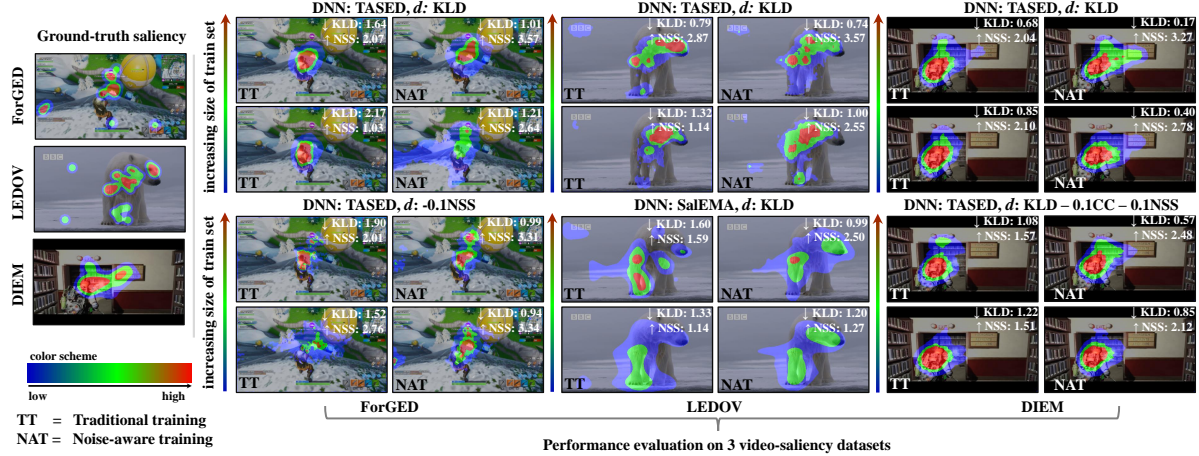 Ground-truth saliency
ForGED
LEDOV
BBC
DIEM
color scheme
low high
TT = Traditional training
NAT = Noise-aware training
DNN: TASED, d: KLD
increasing size of train set
↓ KLD: 1.64
↑ NSS: 2.07
TT
↓ KLD: 1.01
↑ NSS: 3.57
NAT
↓ KLD: 2.17
↑ NSS: 1.03
TT
↓ KLD: 1.21
↑ NSS: 2.64
NAT
DNN: TASED, d: -0.1NSS
increasing size of train set
↓ KLD: 1.90
↑ NSS: 2.01
TT
↓ KLD: 0.99
↑ NSS: 3.31
NAT
↓ KLD: 1.52
↑ NSS: 2.76
TT
↓ KLD: 0.94
↑ NSS: 3.34
NAT
ForGED
DNN: TASED, d: KLD
BBC
↓ KLD: 0.79
↑ NSS: 2.87
TT
BBC
↓ KLD: 0.74
↑ NSS: 3.57
NAT
BBC
↓ KLD: 1.32
↑ NSS: 1.14
TT
BBC
↓ KLD: 1.00
↑ NSS: 2.55
NAT
DNN: SalEMA, d: KLD
BBC
↓ KLD: 1.60
↑ NSS: 1.59
TT
BBC
↓ KLD: 0.99
↑ NSS: 2.50
NAT
BBC
↓ KLD: 1.33
↑ NSS: 1.14
TT
BBC
↓ KLD: 1.20
↑ NSS: 1.27
NAT
LEDOV
DNN: TASED, d: KLD
↓ KLD: 0.68
↑ NSS: 2.04
TT
↓ KLD: 0.17
↑ NSS: 3.27
NAT
↓ KLD: 0.85
↑ NSS: 2.10
TT
↓ KLD: 0.40
↑ NSS: 2.78
NAT
DNN: TASED, d: KLD – 0.1CC – 0.1NSS
↓ KLD: 1.08
↑ NSS: 1.57
TT
↓ KLD: 0.57
↑ NSS: 2.48
NAT
↓ KLD: 1.22
↑ NSS: 1.51
TT
↓ KLD: 0.85
↑ NSS: 2.12
NAT
DIEM
Performance evaluation on 3 video-saliency datasets